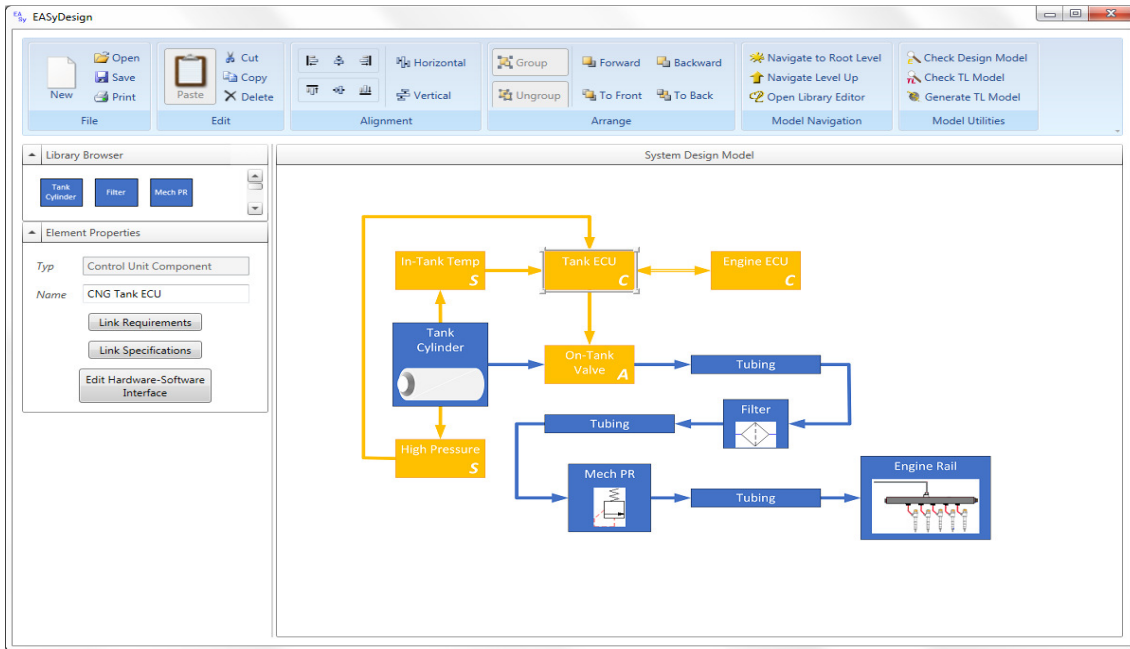 EASy EASyDesign
New
Open
Save
Print
File
Paste
Cut
Copy
Delete
Edit
Horizontal
Vertical
Alignment
Group
Ungroup
Forward
To Front
Backward
To Back
Arrange
Navigate to Root Level
Navigate Level Up
Open Library Editor
Model Navigation
Check Design Model
TL Check TL Model
Generate TL Model
Model Utilities
Library Browser
Tank
Cylinder
Filter
Mech PR
Element Properties
Typ Control Unit Component
Name CNG Tank ECU
Link Requirements
Link Specifications
Edit Hardware-Software
Interface
System Design Model
In-Tank Temp
S
Tank ECU
C
Engine ECU
C
Tank
Cylinder
On-Tank
Valve A
Tubing
Filter
Tubing
High Pressure
S
Mech PR
Tubing
Engine Rail